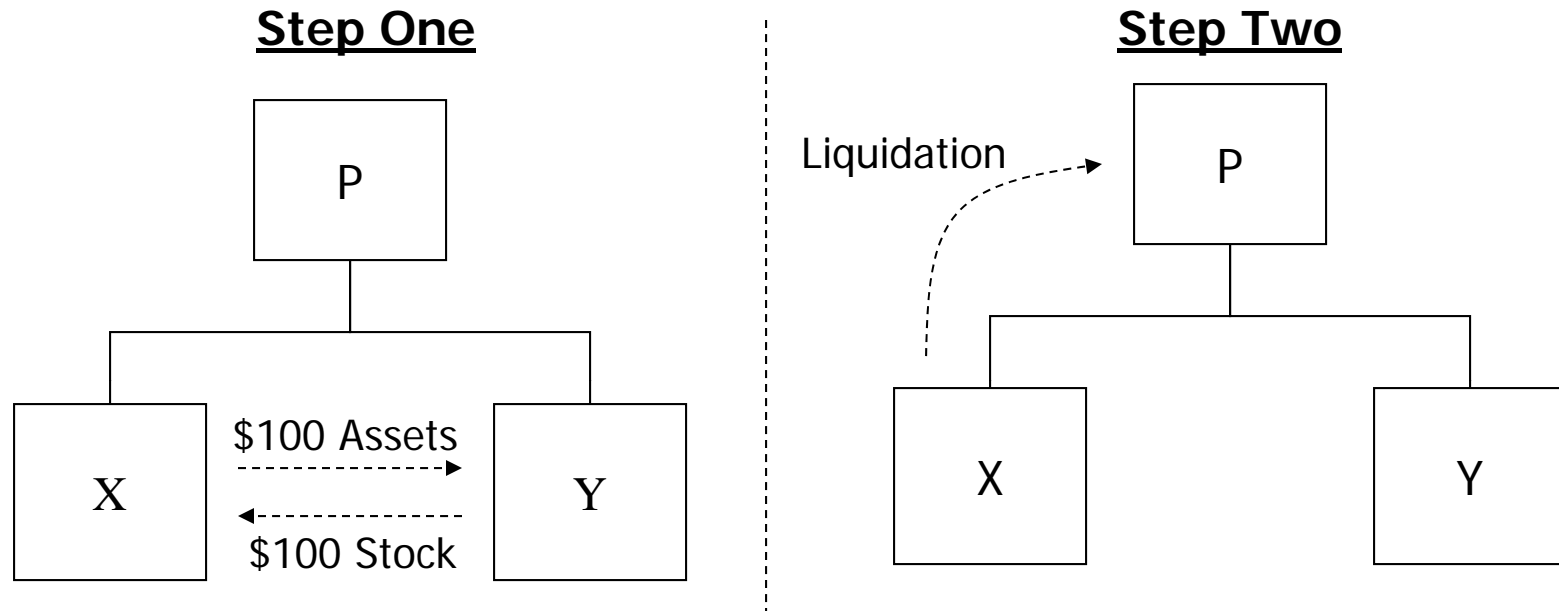 Step One
P
$100 Assets
X
Y
$100 Stock
Step Two
Liquidation
P
X
Y